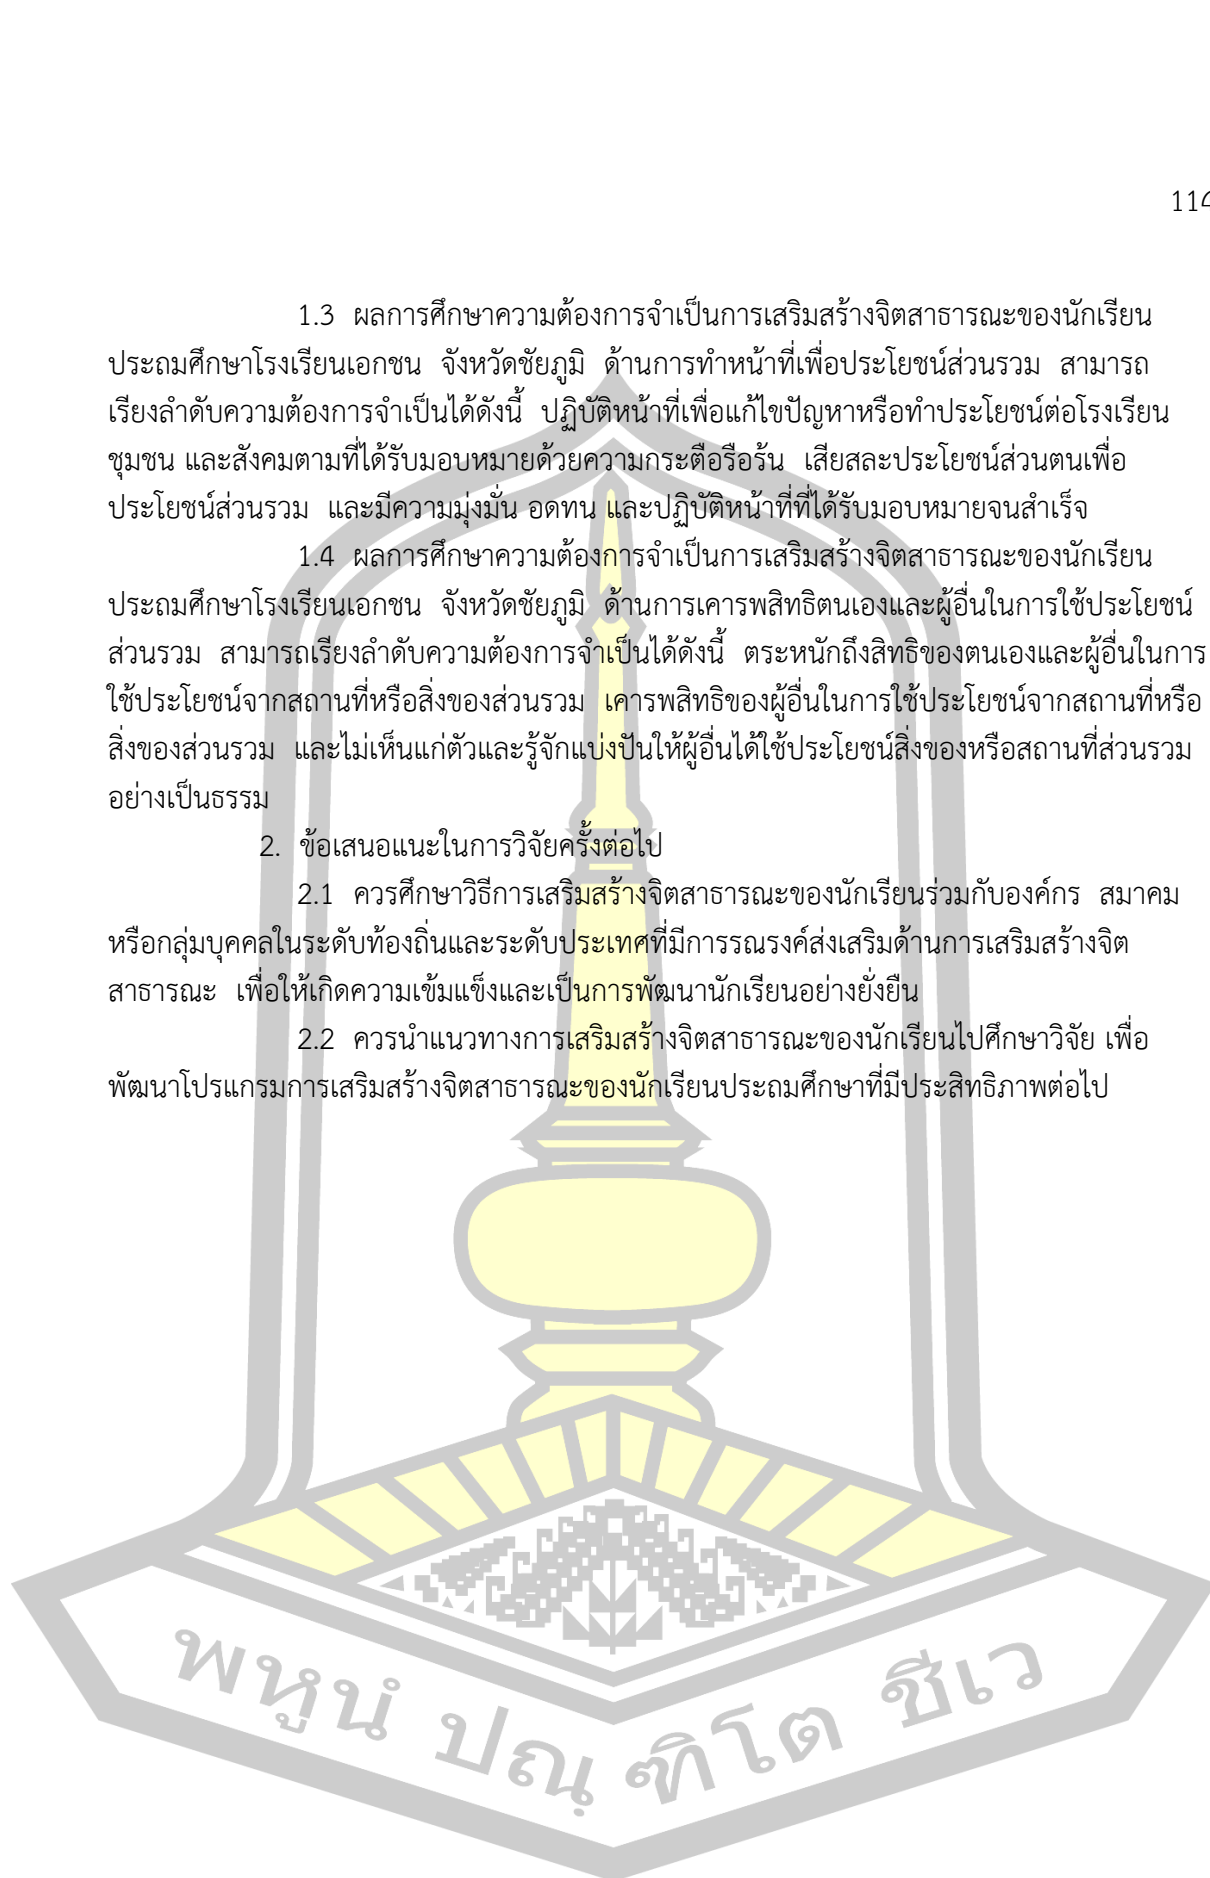 114
1.3 ผลการศึกษาความต้องการจำเป็นการเสริมสร้างจิตสาธารณะของนักเรียน
ประถมศึกษาโรงเรียนเอกชน จังหวัดชัยภูมิ ด้านการทำหน้าที่เพื่อประโยชน์ส่วนรวม สามารถ
เรียงลำดับความต้องการจำเป็นได้ดังนี้ ปฏิบัติหน้าที่เพื่อแก้ไขปัญหาหรือทำประโยชน์ต่อโรงเรียน
ชุมชน และสังคมตามที่ได้รับมอบหมายด้วยความกระตือรือร้น เสียสละประโยชน์ส่วนตนเพื่อ
ประโยชน์ส่วนรวม และมีความมุ่งมั่น อดทน และปฏิบัติหน้าที่ที่ได้รับมอบหมายจนสำเร็จ
1.4 ผลการศึกษาความต้องการจำเป็นการเสริมสร้างจิตสาธารณะของนักเรียน
ประถมศึกษาโรงเรียนเอกชน จังหวัดชัยภูมิ ด้านการเคารพสิทธิตนเองและผู้อื่นในการใช้ประโยชน์
ส่วนรวม สามารถเรียงลำดับความต้องการจำเป็นได้ดังนี้ ตระหนักถึงสิทธิของตนเองและผู้อื่นในการ
ใช้ประโยชน์จากสถานที่หรือสิ่งของส่วนรวม เคารพสิทธิของผู้อื่นในการใช้ประโยชน์จากสถานที่หรือ
สิ่งของส่วนรวม และไม่เห็นแก่ตัวและรู้จักแบ่งปันให้ผู้อื่นได้ใช้ประโยชน์สิ่งของหรือสถานที่ส่วนรวม
อย่างเป็นธรรม
2. ข้อเสนอแนะในการวิจัยครั้งต่อไป
2.1 ควรศึกษาวิธีการเสริมสร้างจิตสาธารณะของนักเรียนร่วมกับองค์กร สมาคม
หรือกลุ่มบุคคลในระดับท้องถิ่นและระดับประเทศที่มีการรณรงค์ส่งเสริมด้านการเสริมสร้างจิต
สาธารณะ เพื่อให้เกิดความเข้มแข็งและเป็นการพัฒนานักเรียนอย่างยั่งยืน
2.2 ควรนำแนวทางการเสริมสร้างจิตสาธารณะของนักเรียนไปศึกษาวิจัย เพื่อ
พัฒนาโปรแกรมการเสริมสร้างจิตสาธารณะของนักเรียนประถมศึกษาที่มีประสิทธิภาพต่อไป
พหูนํ ปณฺฑิโต ชีเว